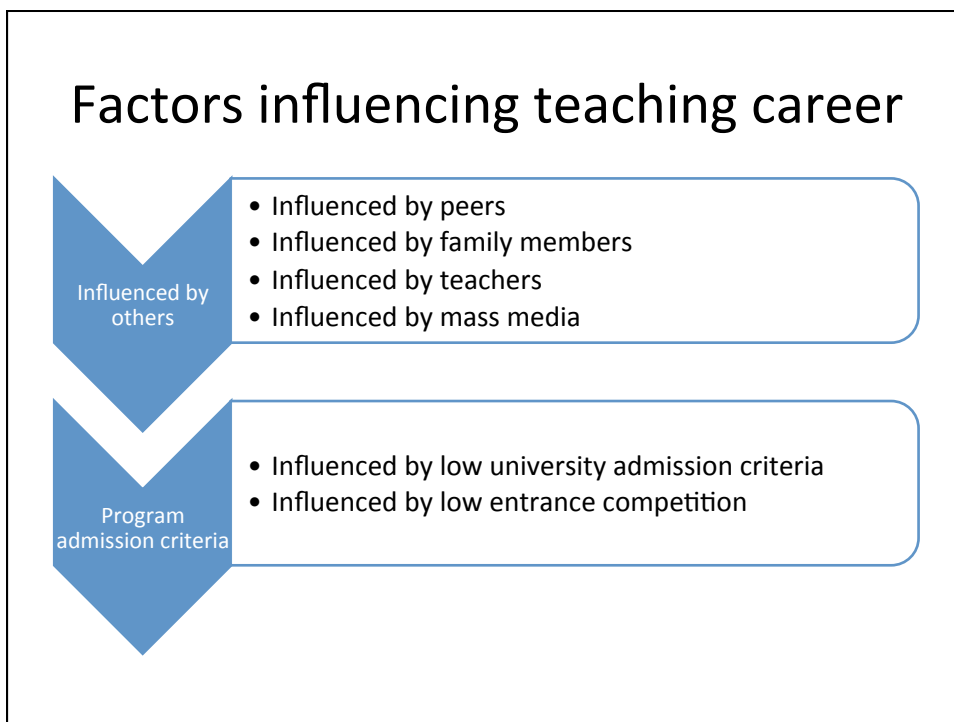 Factors influencing teaching career
Influenced by
others
• Influenced by peers
• Influenced by family members
• Influenced by teachers
• Influenced by mass media
Program
admission criteria
• Influenced by low university admission criteria
• Influenced by low entrance competition